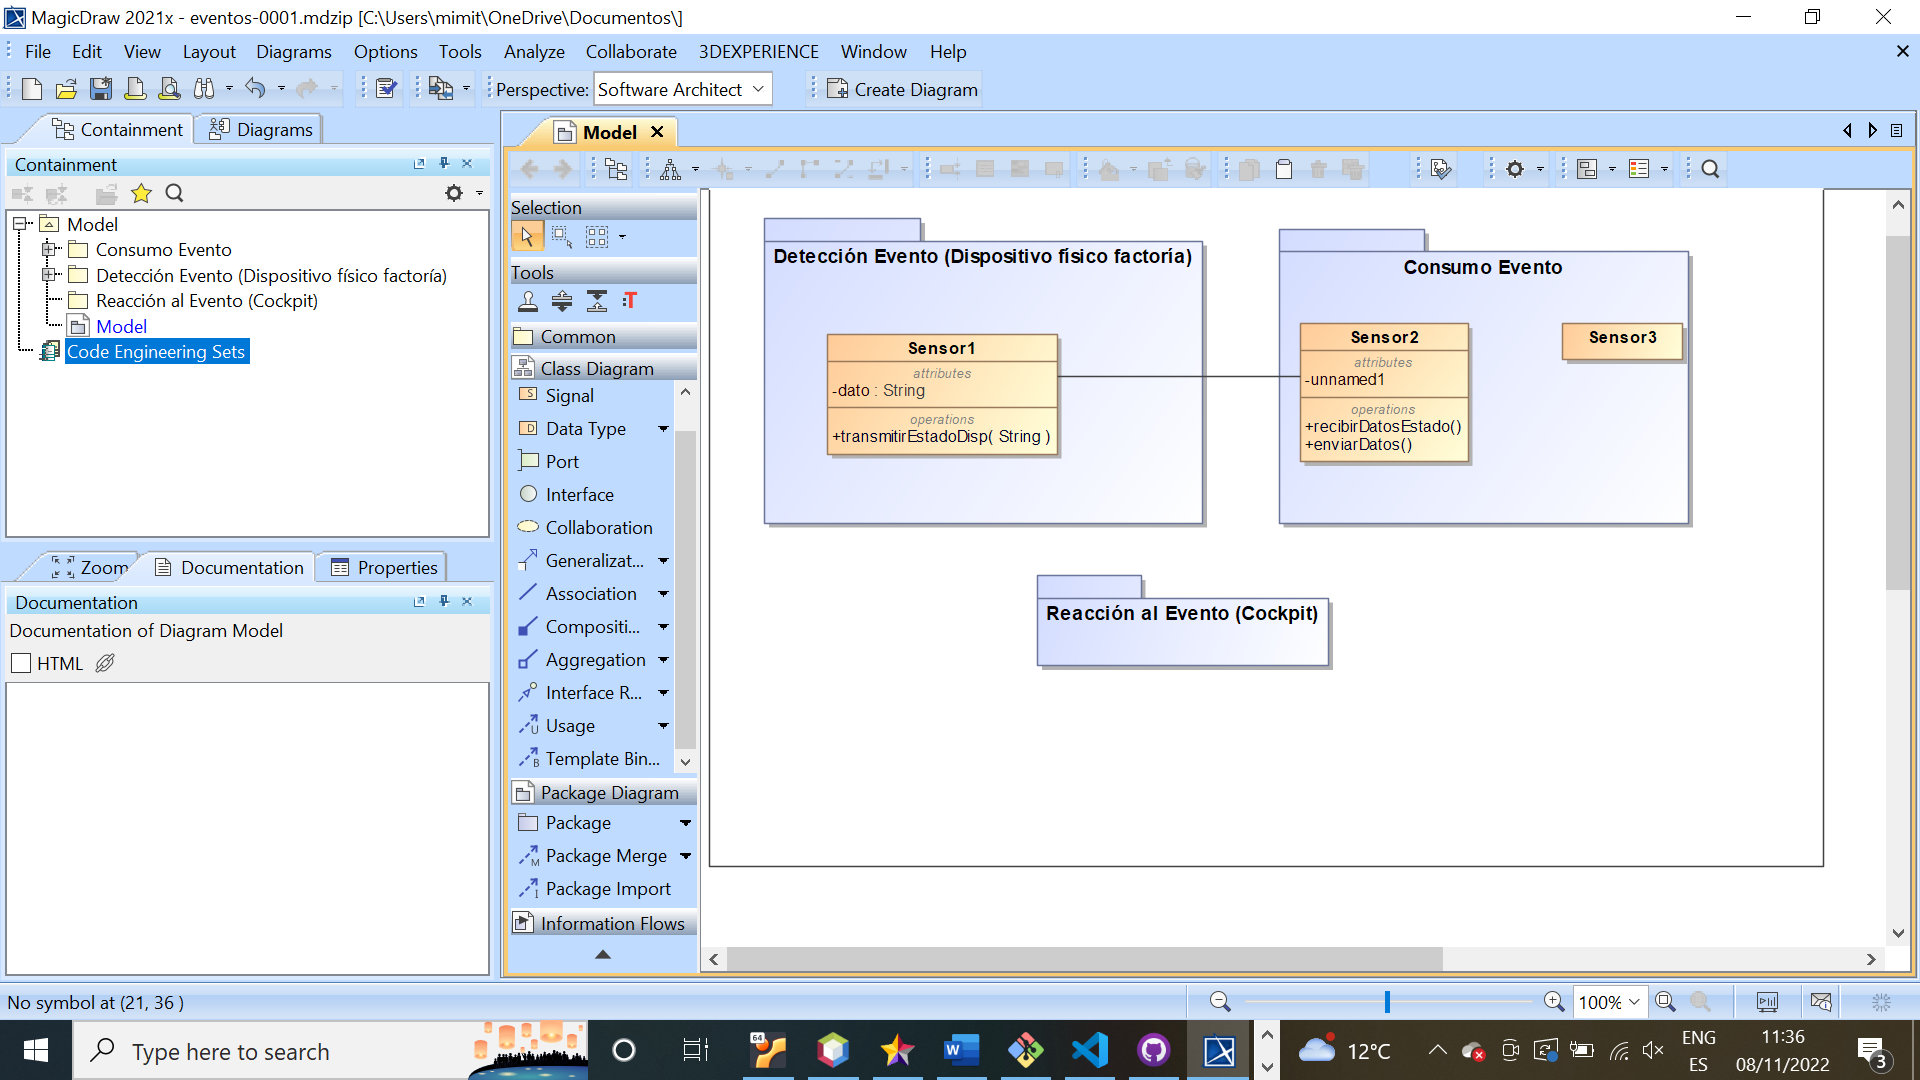 MagicDraw 2021x - eventos-0001.mdzip [C:\Users\mimit\OneDrive\Documentos\]
File Edit View Layout Diagrams Options Tools Analyze Collaborate 3DEXPERIENCE Window Help
Perspective: Software Architect Create Diagram
Containment Diagrams
Containment
Model
Consumo Evento
Detección Evento (Dispositivo físico factoría)
Reacción al Evento (Cockpit)
Model
Code Engineering Sets
Zoom Documentation Properties
Documentation
Documentation of Diagram Model
HTML
Model
Selection
Tools
Common
Class Diagram
Signal
Data Type
Port
Interface
Collaboration
Generalizat...
Association
Compositi...
Aggregation
Interface R...
Usage
Template Bin...
Package Diagram
Package
Package Merge
Package Import
Information Flows
Detección Evento (Dispositivo físico factoría)
Sensor1
attributes
-dato : String
operations
+transmitirEstadoDisp( String )
Consumo Evento
Sensor2
attributes
-unnamed1
operations
+recibirDatosEstado()
+enviarDatos()
Sensor3
Reacción al Evento (Cockpit)
No symbol at (21, 36 )
100%
Type here to search
64
12°C
ENG
ES
11:36
08/11/2022
3